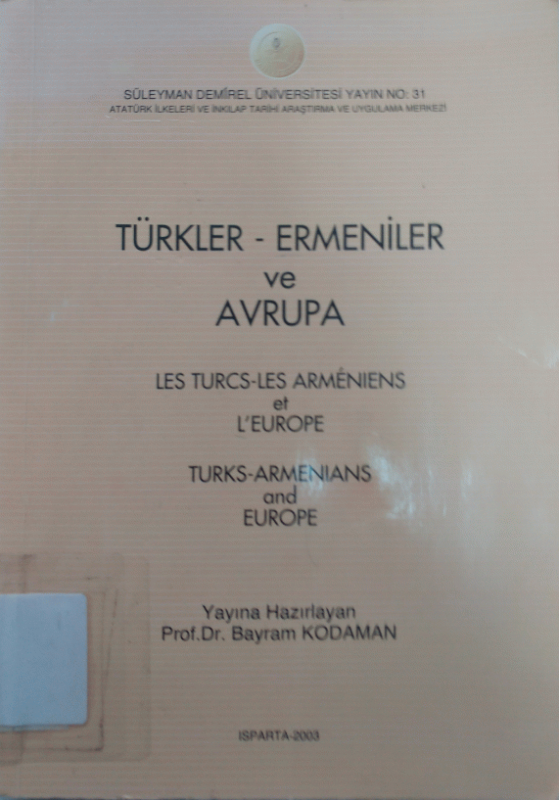 SÜLEYMAN DEMİREL ÜNİVERSİTESİ YAYIN NO: 31
ATATÜRK İLKELERİ VE İNKILAP TARİHİ ARAŞTIRMA VE UYGULAMA MERKEZİ
TÜRKLER - ERMENİLER
ve
AVRUPA
LES TURCS-LES ARMÉNIENS
et
L'EUROPE
TURKS-ARMENIANS
and
EUROPE
Yayına Hazırlayan
Prof.Dr. Bayram KODAMAN
ISPARTA-2003